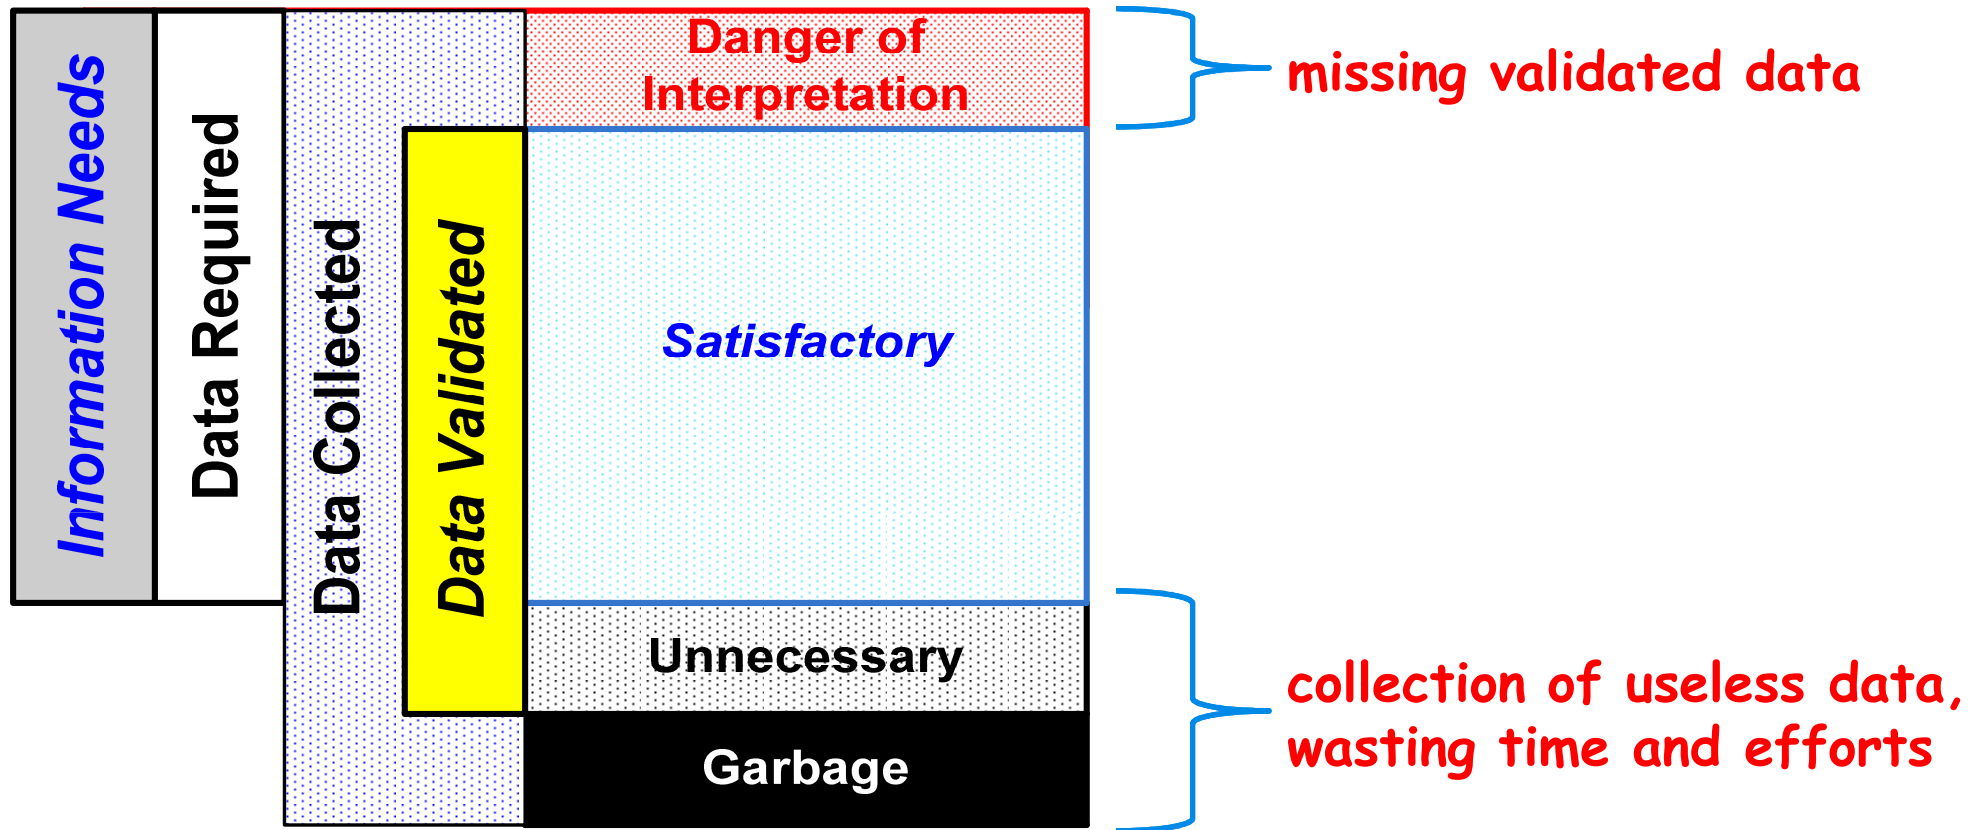 Information Needs
Data Required
Data Collected
Data Validated
Danger of
Interpretation
Satisfactory
Unnecessary
Garbage
missing validated data
collection of useless data,
wasting time and efforts